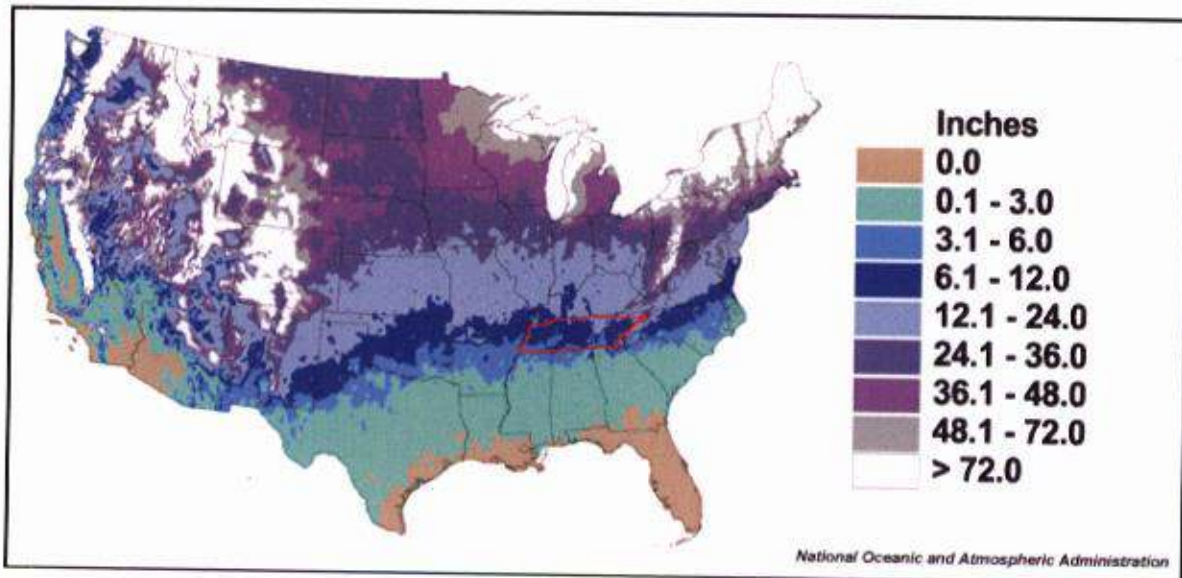 Inches
0.0
0.1 - 3.0
3.1 - 6.0
6.1 - 12.0
12.1 - 24.0
24.1 - 36.0
36.1 - 48.0
48.1 - 72.0
> 72.0
National Oceanic and Atmospheric Administration